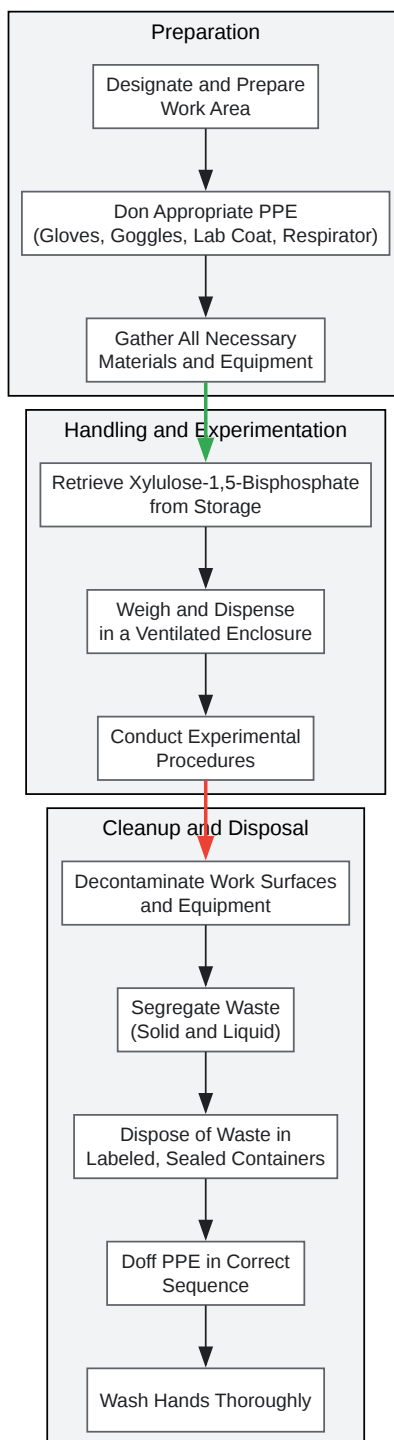 Preparation
Designate and Prepare
Work Area
Don Appropriate PPE
(Gloves, Goggles, Lab Coat, Respirator)
Gather All Necessary
Materials and Equipment
Handling and Experimentation
Retrieve Xylulose-1,5-Bisphosphate
from Storage
Weigh and Dispense
in a Ventilated Enclosure
Conduct Experimental
Procedures
Cleanup and Disposal
Decontaminate Work Surfaces
and Equipment
Segregate Waste
(Solid and Liquid)
Dispose of Waste in
Labeled, Sealed Containers
Doff PPE in Correct
Sequence
Wash Hands Thoroughly